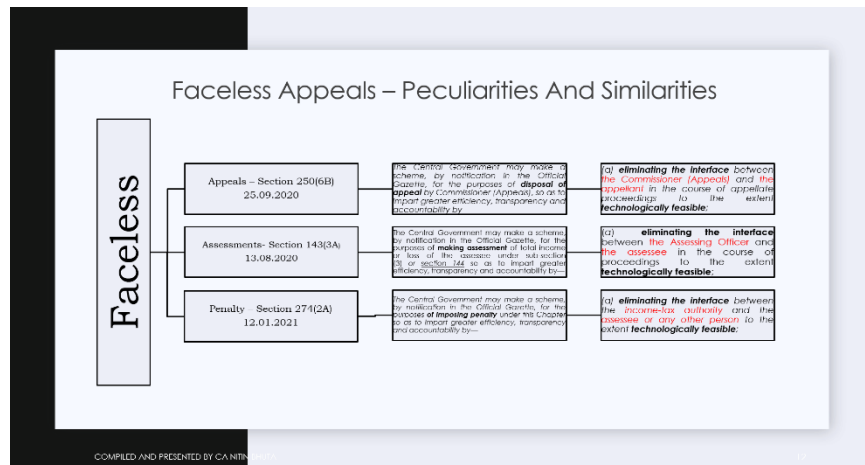 Faceless Appeals – Peculiarities And Similarities
Faceless
Appeals – Section 250(6B)
25.09.2020
The Central Government may make a
scheme, by notification in the Official
Gazette, for the purposes of disposal of
appeal by Commissioner (Appeals), so as to
impart greater efficiency, transparency and
accountability by
(a) eliminating the interface between
the Commissioner (Appeals) and the
appellant in the course of appellate
proceedings to the extent
technologically feasible;
Assessments- Section 143(3A)
13.08.2020
The Central Government may make a scheme,
by notification in the Official Gazette, for the
purposes of making assessment of total income
or loss of the assessee under sub-section
(3) or section 144 so as to impart greater
efficiency, transparency and accountability by—
(a) eliminating the interface
between the Assessing Officer and
the assessee in the course of
proceedings to the extent
technologically feasible;
Penalty – Section 274(2A)
12.01.2021
The Central Government may make a scheme,
by notification in the Official Gazette, for the
purposes of imposing penalty under this Chapter
so as to impart greater efficiency, transparency
and accountability by—
(a) eliminating the interface between
the income-tax authority and the
assessee or any other person to the
extent technologically feasible;
COMPILED AND PRESENTED BY CA NITIN